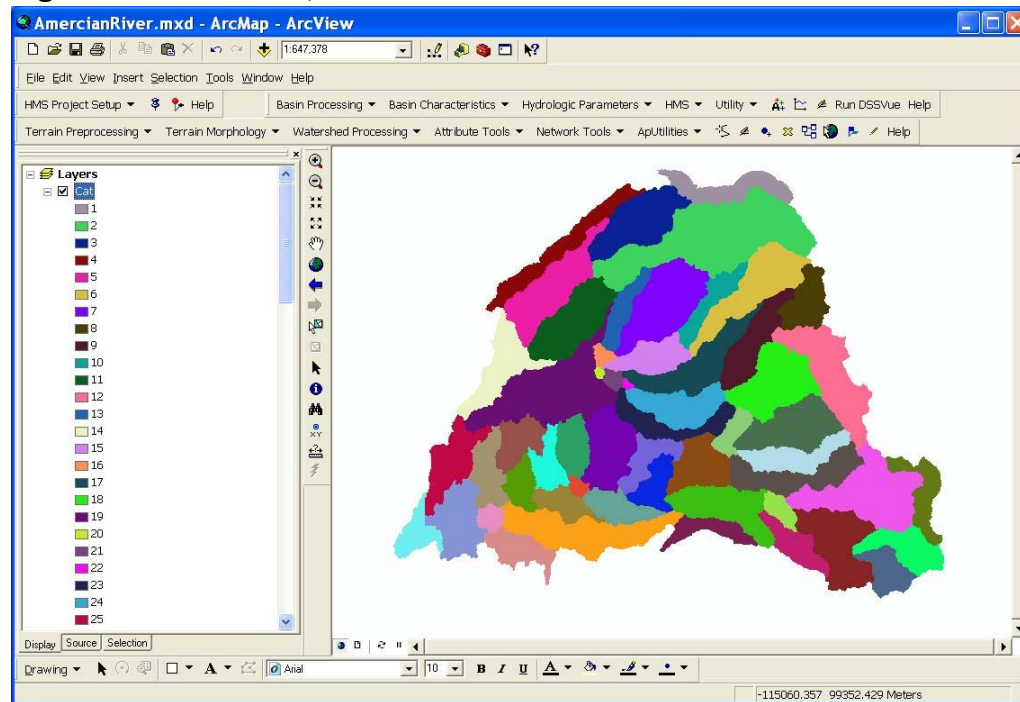 AmercianRiver.mxd - ArcMap - ArcView
1:647,378
File Edit View Insert Selection Tools Window Help
HMS Project Setup Help Basin Processing Basin Characteristics Hydrologic Parameters HMS Utility Run DSSVue Help
Terrain Preprocessing Terrain Morphology Watershed Processing Attribute Tools Network Tools ApUtilities Help
Layers
Cat
1
2
3
4
5
6
7
8
9
10
11
12
13
14
15
16
17
18
19
20
21
22
23
24
25
Display Source Selection
Drawing A Arial 10 B I U A
-115060.357 99352.429 Meters